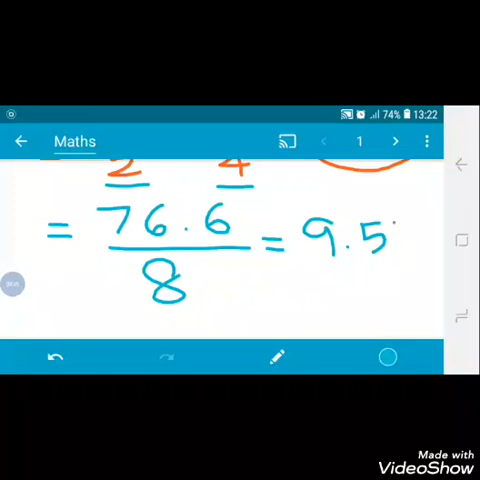 74% 13:22
Maths
1
2 4
= 76.6 / 8 = 9.5
Made with
VideoShow